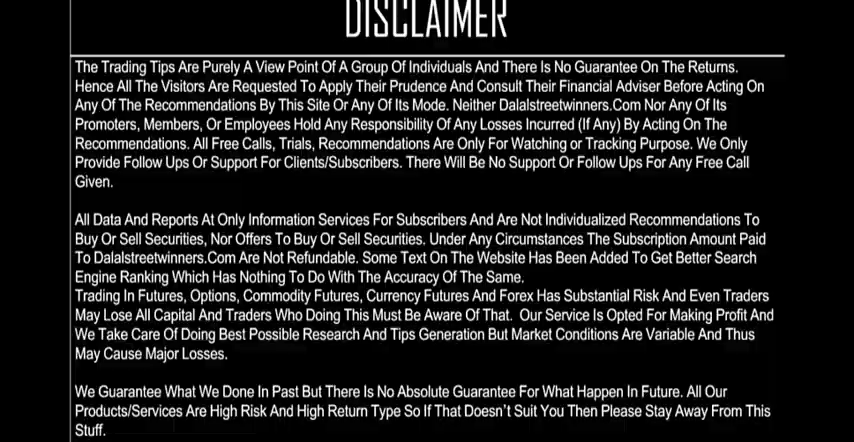 DISCLAIMER
The Trading Tips Are Purely A View Point Of A Group Of Individuals And There Is No Guarantee On The Returns.
Hence All The Visitors Are Requested To Apply Their Prudence And Consult Their Financial Adviser Before Acting On
Any Of The Recommendations By This Site Or Any Of Its Mode. Neither Dalalstreetwinners.Com Nor Any Of Its
Promoters, Members, Or Employees Hold Any Responsibility Of Any Losses Incurred (If Any) By Acting On The
Recommendations. All Free Calls, Trials, Recommendations Are Only For Watching or Tracking Purpose. We Only
Provide Follow Ups Or Support For Clients/Subscribers. There Will Be No Support Or Follow Ups For Any Free Call
Given.
All Data And Reports At Only Information Services For Subscribers And Are Not Individualized Recommendations To
Buy Or Sell Securities, Nor Offers To Buy Or Sell Securities. Under Any Circumstances The Subscription Amount Paid
To Dalalstreetwinners.Com Are Not Refundable. Some Text On The Website Has Been Added To Get Better Search
Engine Ranking Which Has Nothing To Do With The Accuracy Of The Same.
Trading In Futures, Options, Commodity Futures, Currency Futures And Forex Has Substantial Risk And Even Traders
May Lose All Capital And Traders Who Doing This Must Be Aware Of That. Our Service Is Opted For Making Profit And
We Take Care Of Doing Best Possible Research And Tips Generation But Market Conditions Are Variable And Thus
May Cause Major Losses.
We Guarantee What We Done In Past But There Is No Absolute Guarantee For What Happen In Future. All Our
Products/Services Are High Risk And High Return Type So If That Doesn't Suit You Then Please Stay Away From This
Stuff.